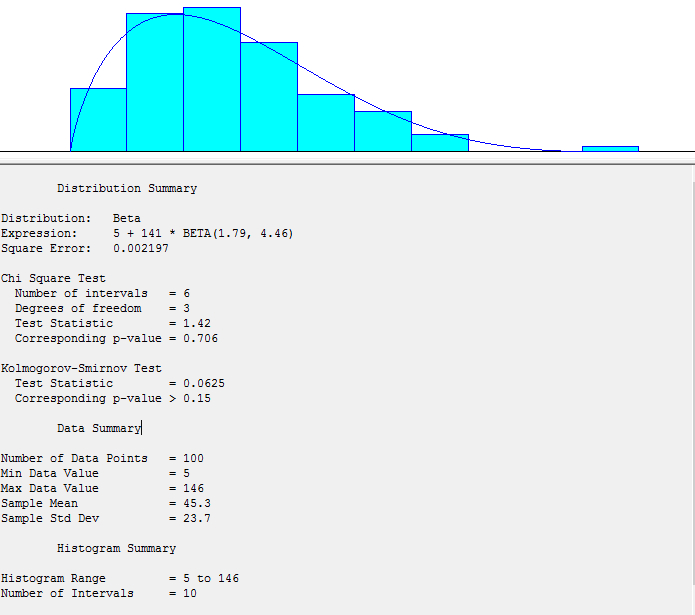 Distribution Summary
Distribution: Beta
Expression: 5 + 141 * BETA(1.79, 4.46)
Square Error: 0.002197
Chi Square Test
Number of intervals = 6
Degrees of freedom = 3
Test Statistic = 1.42
Corresponding p-value = 0.706
Kolmogorov-Smirnov Test
Test Statistic = 0.0625
Corresponding p-value > 0.15
Data Summary
Number of Data Points = 100
Min Data Value = 5
Max Data Value = 146
Sample Mean = 45.3
Sample Std Dev = 23.7
Histogram Summary
Histogram Range = 5 to 146
Number of Intervals = 10